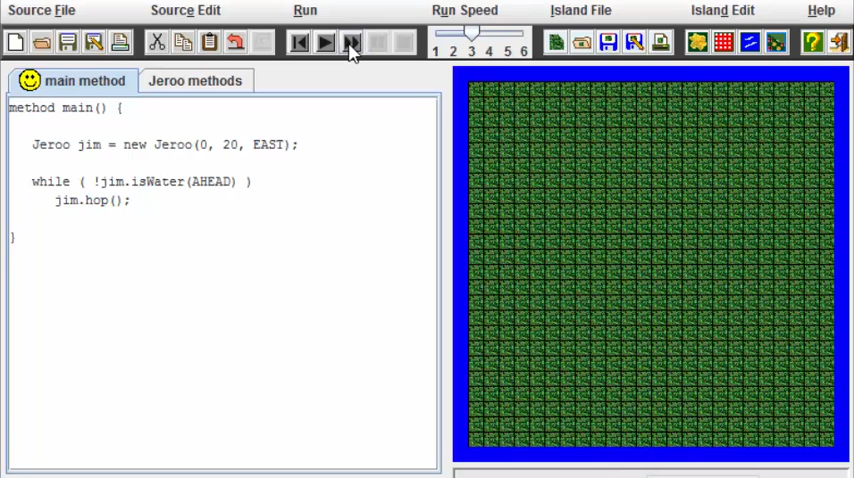 Source File Source Edit Run Run Speed Island File Island Edit Help
1 2 3 4 5 6
main method Jeroo methods
method main() {
Jeroo jim = new Jeroo(0, 20, EAST);
while ( !jim.isWater(AHEAD) )
jim.hop();
}